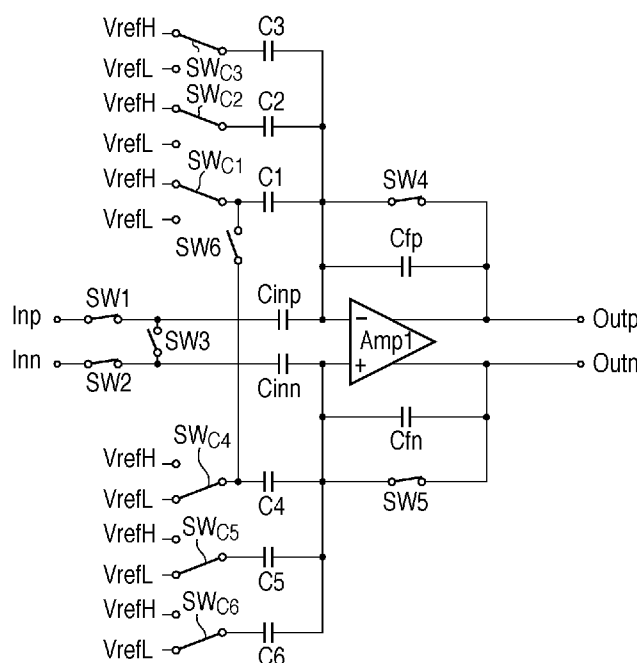 VrefH
C3
VrefL
SWC3
VrefH
SWC2
C2
VrefL
VrefH
SWC1
C1
SW4
VrefL
SW6
Cfp
Cinp
Inp
SW1
−
Outp
SW3
Amp1
Inn
SW2
+
Outn
Cinn
Cfn
VrefH
SWC4
VrefL
C4
SW5
VrefH
SWC5
VrefL
C5
VrefH
SWC6
VrefL
C6